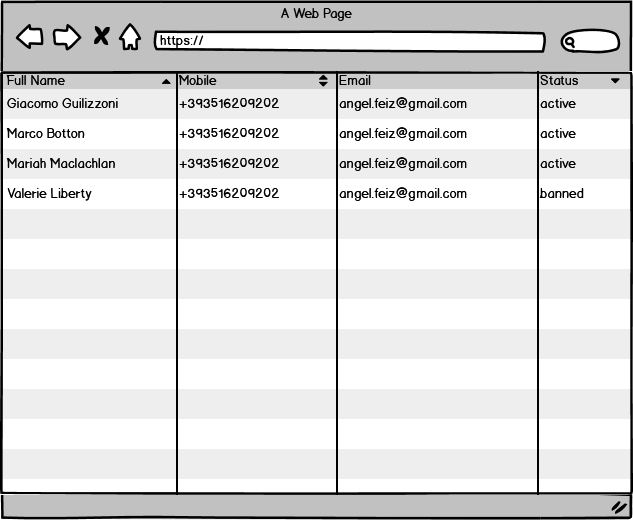 A Web Page
https://
Full Name Mobile Email Status
Giacomo Guilizzoni +393516209202 angel.feiz@gmail.com active
Marco Botton +393516209202 angel.feiz@gmail.com active
Mariah Maclachlan +393516209202 angel.feiz@gmail.com active
Valerie Liberty +393516209202 angel.feiz@gmail.com banned